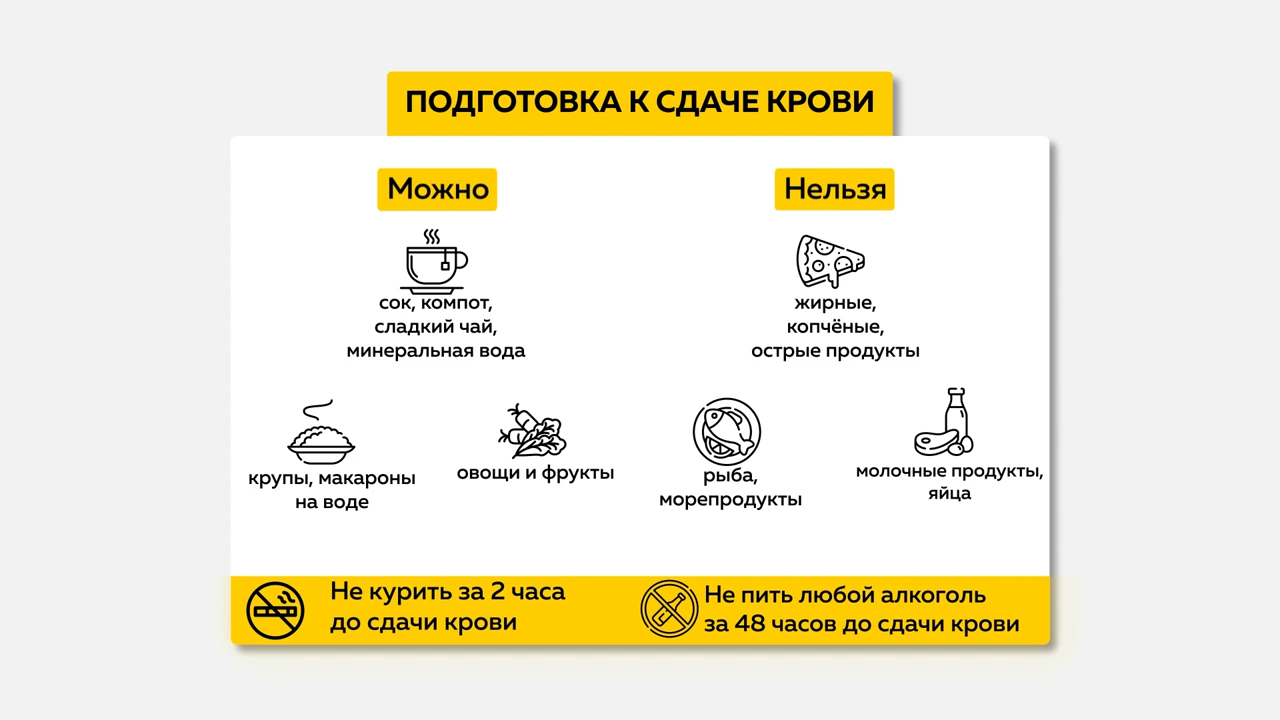 ПОДГОТОВКА К СДАЧЕ КРОВИ
Можно
сок, компот,
сладкий чай,
минеральная вода
крупы, макароны
на воде
овощи и фрукты
Нельзя
жирные,
копчёные,
острые продукты
рыба,
морепродукты
молочные продукты,
яйца
Не курить за 2 часа
до сдачи крови
Не пить любой алкоголь
за 48 часов до сдачи крови